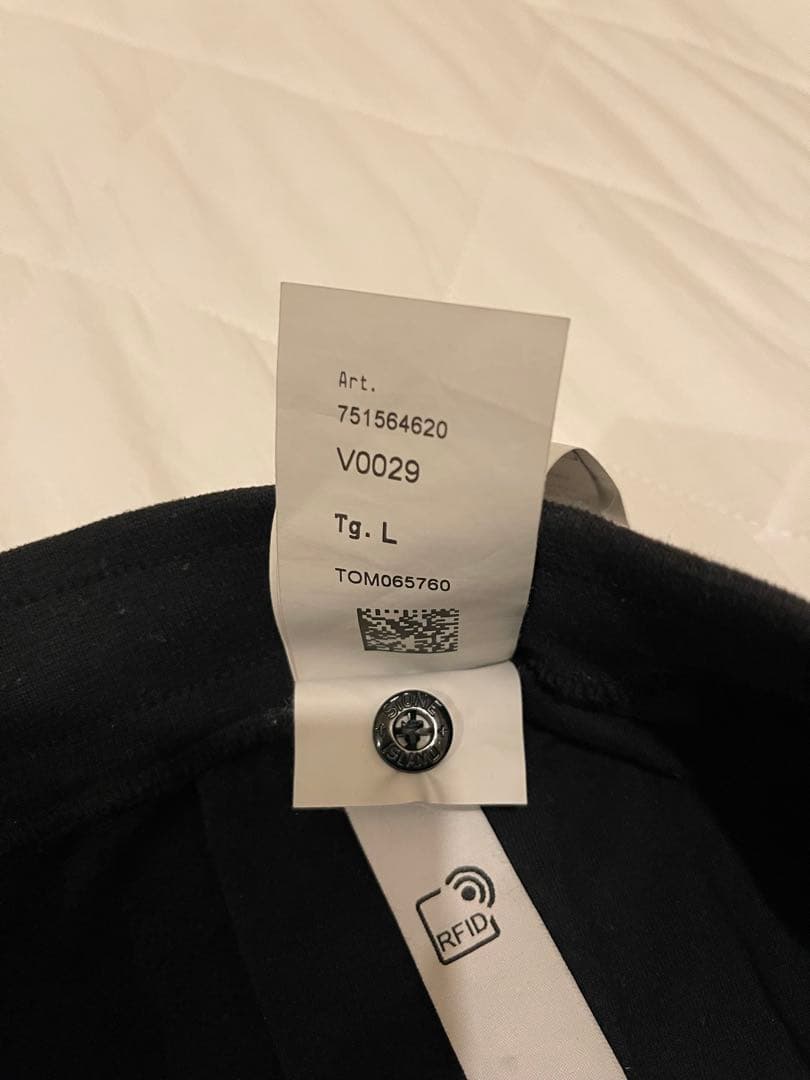 Art.
751564620
V0029
Tg. L
TOM065760
STONE
ISLAND
RFID